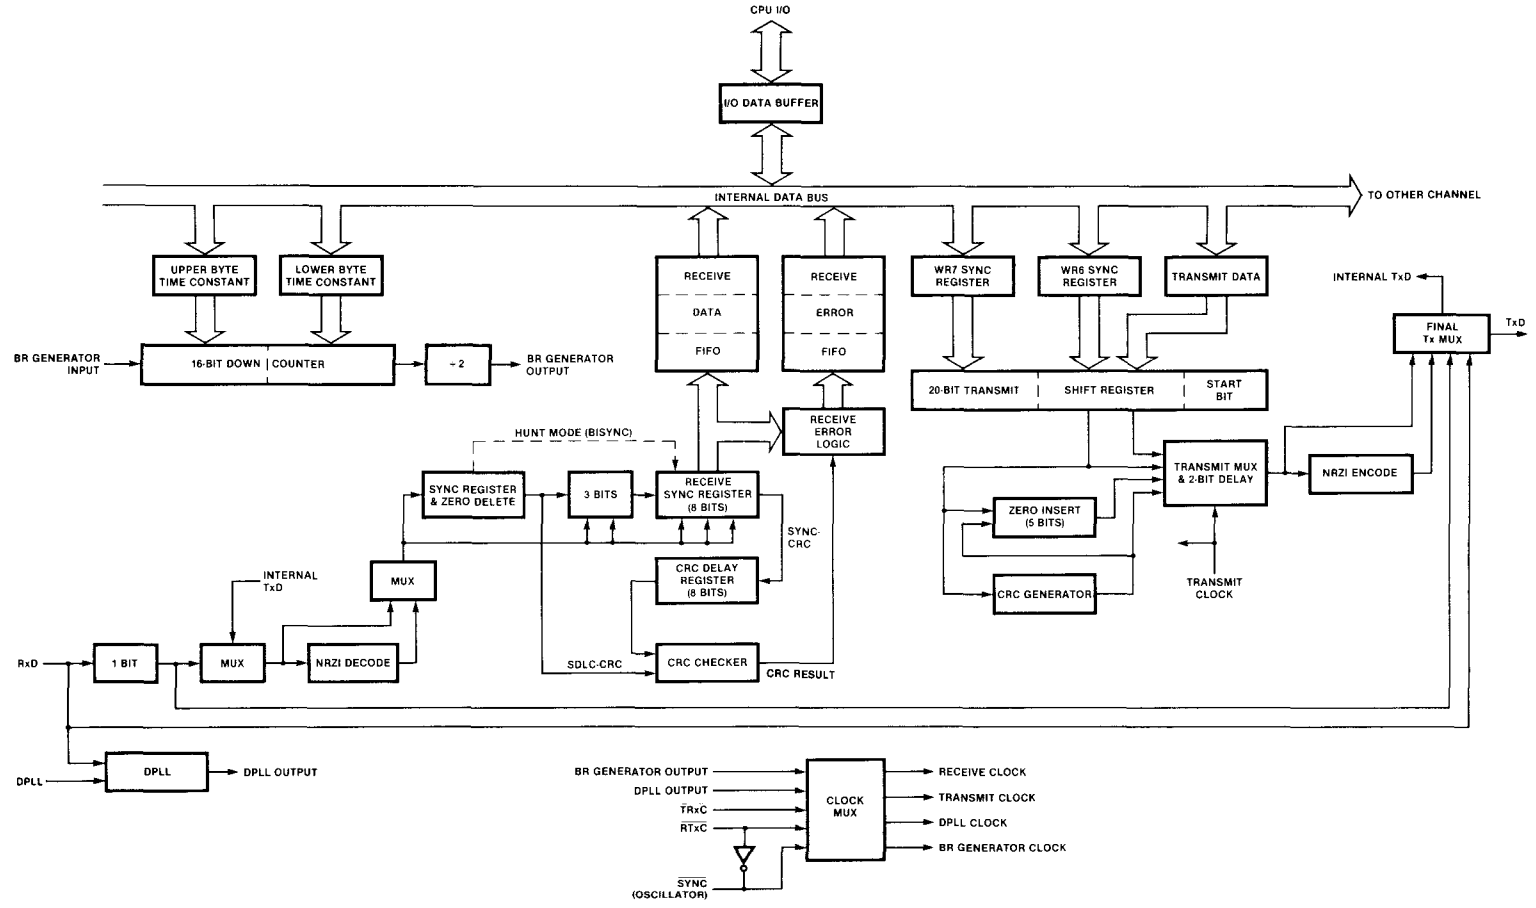 CPU I/O
I/O DATA BUFFER
INTERNAL DATA BUS
TO OTHER CHANNEL
UPPER BYTE
TIME CONSTANT
LOWER BYTE
TIME CONSTANT
RECEIVE
DATA
FIFO
RECEIVE
ERROR
FIFO
WR7 SYNC
REGISTER
WR6 SYNC
REGISTER
TRANSMIT DATA
INTERNAL TxD
FINAL
Tx MUX
TxD
BR GENERATOR
INPUT
16-BIT DOWN COUNTER
÷ 2
BR GENERATOR
OUTPUT
20-BIT TRANSMIT SHIFT REGISTER
START
BIT
RECEIVE
ERROR
LOGIC
HUNT MODE (BISYNC)
SYNC REGISTER
& ZERO DELETE
3 BITS
RECEIVE
SYNC REGISTER
(8 BITS)
TRANSMIT MUX
& 2-BIT DELAY
NRZI ENCODE
ZERO INSERT
(5 BITS)
SYNC-
CRC
CRC DELAY
REGISTER
(8 BITS)
CRC GENERATOR
TRANSMIT
CLOCK
INTERNAL
TxD
MUX
RxD
1 BIT
MUX
NRZI DECODE
SDLC-CRC
CRC CHECKER
CRC RESULT
DPLL
DPLL
DPLL OUTPUT
BR GENERATOR OUTPUT
DPLL OUTPUT
TRxC
RTxC
SYNC
(OSCILLATOR)
CLOCK
MUX
RECEIVE CLOCK
TRANSMIT CLOCK
DPLL CLOCK
BR GENERATOR CLOCK